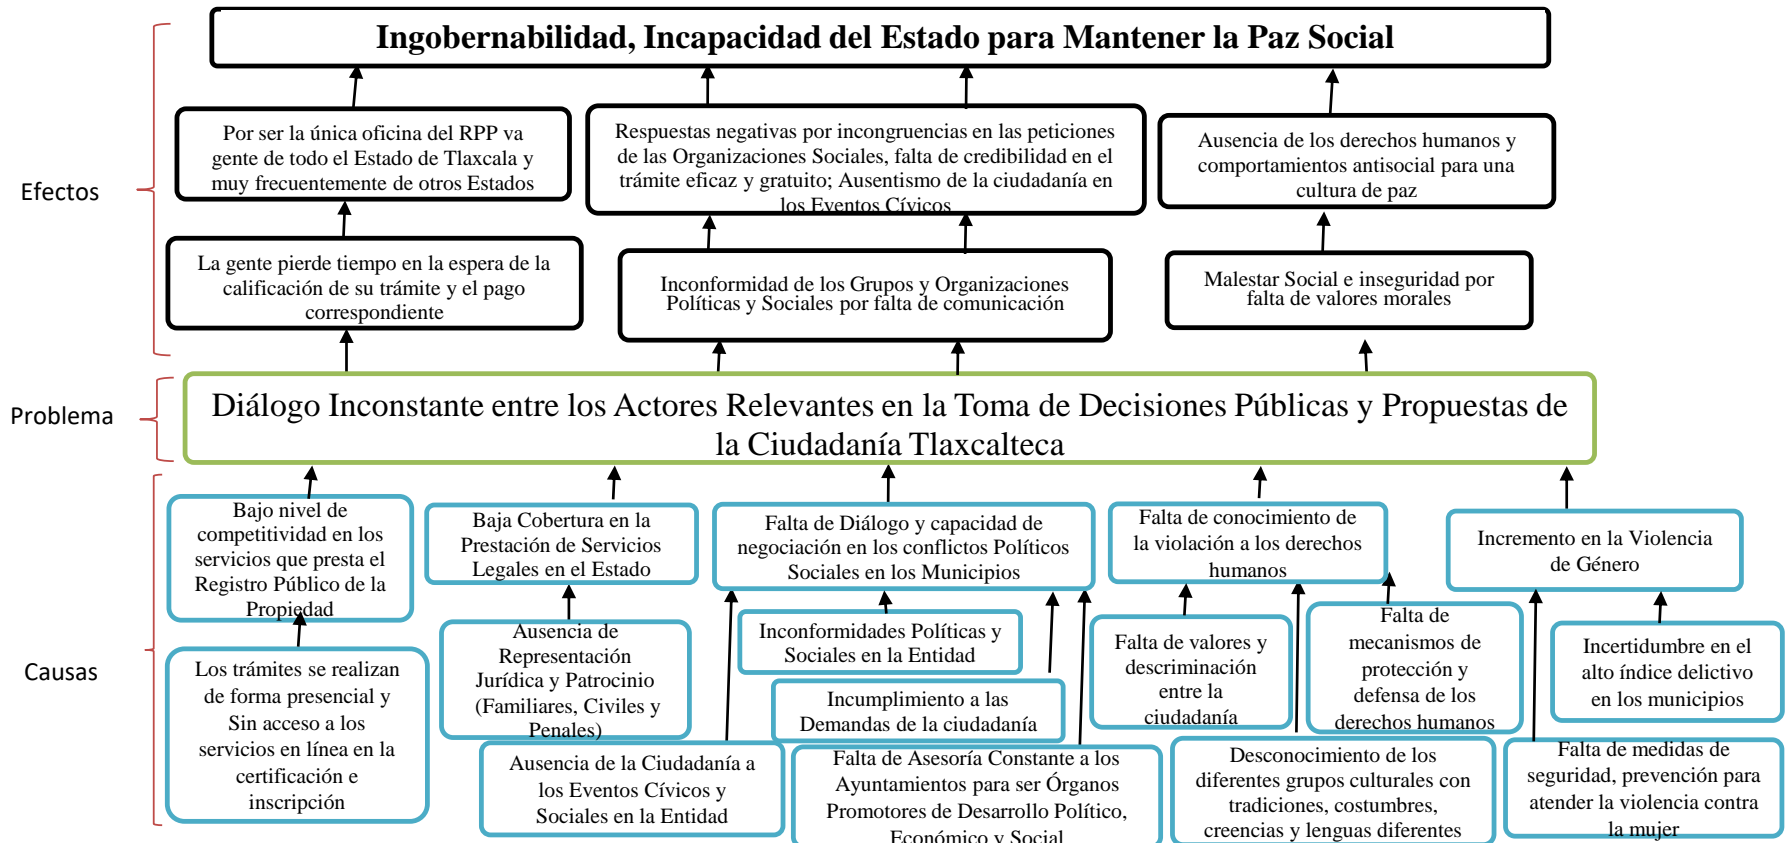 Ingobernabilidad, Incapacidad del Estado para Mantener la Paz Social
Efectos
Por ser la única oficina del RPP va
gente de todo el Estado de Tlaxcala y
muy frecuentemente de otros Estados
Respuestas negativas por incongruencias en las peticiones
de las Organizaciones Sociales, falta de credibilidad en el
trámite eficaz y gratuito; Ausentismo de la ciudadanía en
los Eventos Cívicos
Ausencia de los derechos humanos y
comportamientos antisocial para una
cultura de paz
La gente pierde tiempo en la espera de la
calificación de su trámite y el pago
correspondiente
Inconformidad de los Grupos y Organizaciones
Políticas y Sociales por falta de comunicación
Malestar Social e inseguridad por
falta de valores morales
Problema
Diálogo Inconstante entre los Actores Relevantes en la Toma de Decisiones Públicas y Propuestas de
la Ciudadanía Tlaxcalteca
Causas
Bajo nivel de
competitividad en los
servicios que presta el
Registro Público de la
Propiedad
Baja Cobertura en la
Prestación de Servicios
Legales en el Estado
Falta de Diálogo y capacidad de
negociación en los conflictos Políticos
Sociales en los Municipios
Falta de conocimiento de
la violación a los derechos
humanos
Incremento en la Violencia
de Género
Los trámites se realizan
de forma presencial y
Sin acceso a los
servicios en línea en la
certificación e
inscripción
Ausencia de
Representación
Jurídica y Patrocinio
(Familiares, Civiles y
Penales)
Inconformidades Políticas y
Sociales en la Entidad
Incumplimiento a las
Demandas de la ciudadanía
Falta de valores y
descriminación
entre la
ciudadanía
Falta de
mecanismos de
protección y
defensa de los
derechos humanos
Incertidumbre en el
alto índice delictivo
en los municipios
Ausencia de la Ciudadanía a
los Eventos Cívicos y
Sociales en la Entidad
Falta de Asesoría Constante a los
Ayuntamientos para ser Órganos
Promotores de Desarrollo Político,
Económico y Social
Desconocimiento de los
diferentes grupos culturales con
tradiciones, costumbres,
creencias y lenguas diferentes
Falta de medidas de
seguridad, prevención para
atender la violencia contra
la mujer